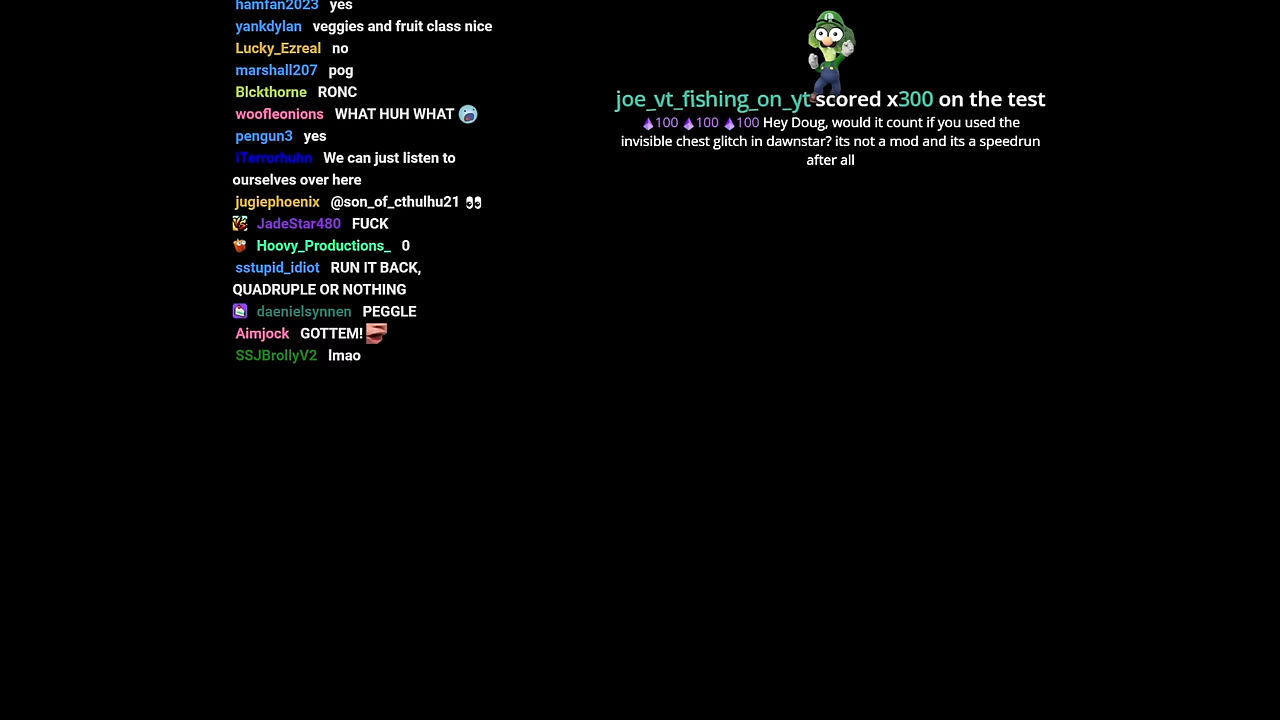 hamfan2023 yes
yankdylan veggies and fruit class nice
Lucky_Ezreal no
marshall207 pog
Blckthorne RONC
woofleonions WHAT HUH WHAT
pengun3 yes
iTerrorhuhn We can just listen to
ourselves over here
jugiephoenix @son_of_cthulhu21 👀
JadeStar480 FUCK
Hoovy_Productions_ 0
sstupid_idiot RUN IT BACK,
QUADRUPLE OR NOTHING
daenielsynnen PEGGLE
Aimjock GOTTEM!
SSJBrollyV2 lmao
joe_vt_fishing_on_yt scored x300 on the test
100 100 100 Hey Doug, would it count if you used the
invisible chest glitch in dawnstar? its not a mod and its a speedrun
after all